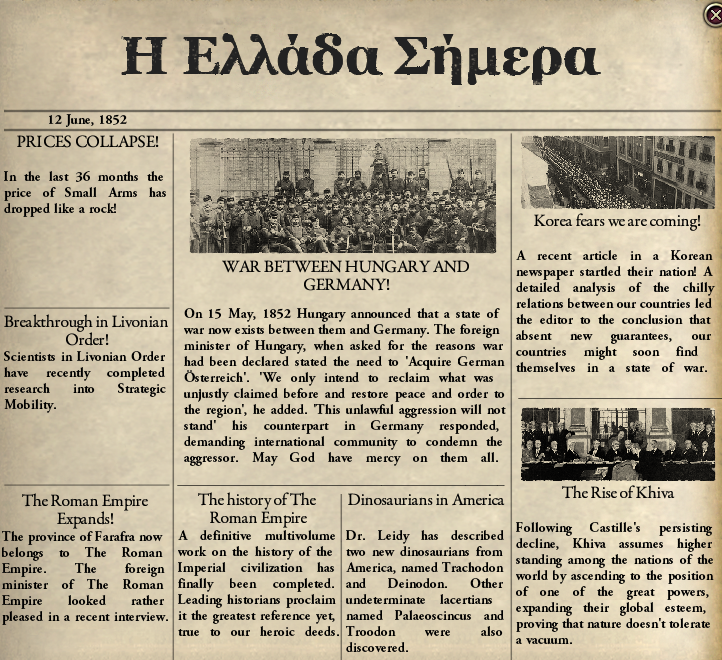 Η Ελλάδα Σήμερα
12 June, 1852
PRICES COLLAPSE!
In the last 36 months the
price of Small Arms has
dropped like a rock!
Breakthrough in Livonian
Order!
Scientists in Livonian Order
have recently completed
research into Strategic
Mobility.
The Roman Empire
Expands!
The province of Farafra now
belongs to The Roman
Empire. The foreign
minister of The Roman
Empire looked rather
pleased in a recent interview.
WAR BETWEEN HUNGARY AND
GERMANY!
On 15 May, 1852 Hungary announced that a state of
war now exists between them and Germany. The foreign
minister of Hungary, when asked for the reasons war
had been declared stated the need to 'Acquire German
Österreich'. 'We only intend to reclaim what was
unjustly claimed before and restore peace and order to
the region', he added. 'This unlawful aggression will not
stand' his counterpart in Germany responded,
demanding international community to condemn the
aggressor. May God have mercy on them all.
The history of The
Roman Empire
A definitive multivolume
work on the history of the
Imperial civilization has
finally been completed.
Leading historians proclaim
it the greatest reference yet,
true to our heroic deeds.
Dinosaurians in America
Dr. Leidy has described
two new dinosaurians from
America, named Trachodon
and Deinodon. Other
undeterminate lacertians
named Palaeoscincus and
Troodon were also
discovered.
Korea fears we are coming!
A recent article in a Korean
newspaper startled their nation! A
detailed analysis of the chilly
relations between our countries led
the editor to the conclusion that
absent new guarantees, our
countries might soon find
themselves in a state of war.
The Rise of Khiva
Following Castille's persisting
decline, Khiva assumes higher
standing among the nations of the
world by ascending to the position
of one of the great powers,
expanding their global esteem,
proving that nature doesn't tolerate
a vacuum.